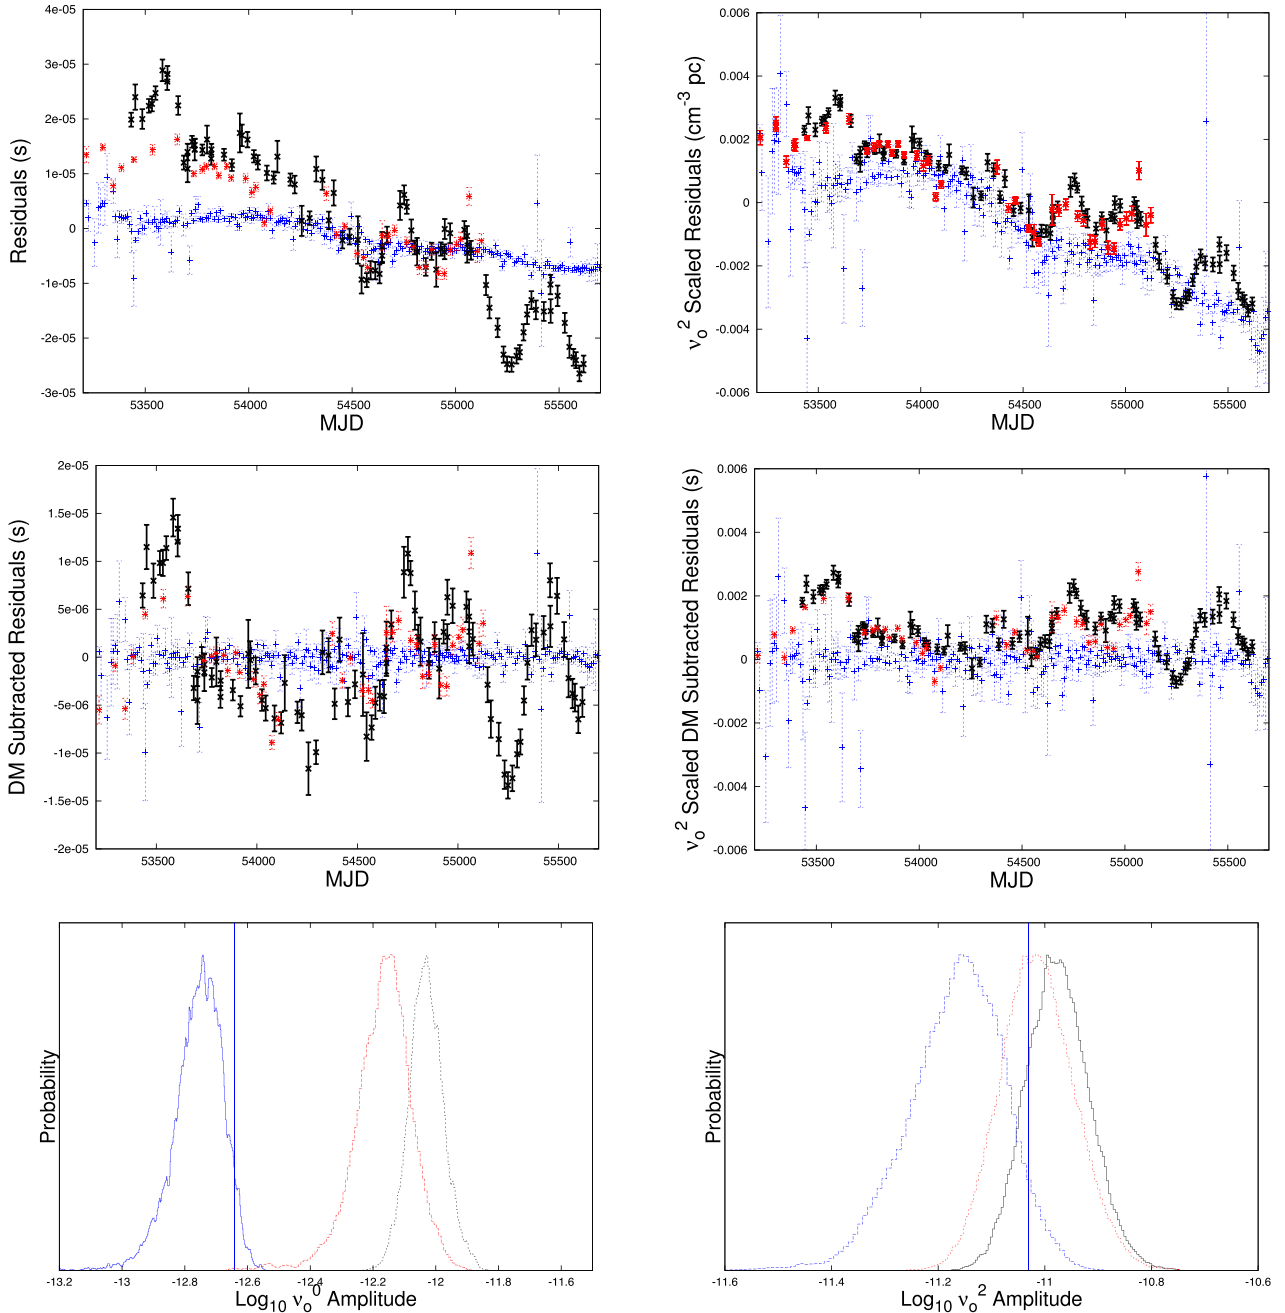 4e-05
3e-05
2e-05
1e-05
0
-1e-05
-2e-05
-3e-05
Residuals (s)
53500 54000 54500 55000 55500
MJD
0.006
0.004
0.002
0
-0.002
-0.004
-0.006
νo2 Scaled Residuals (cm-3 pc)
53500 54000 54500 55000 55500
MJD
2e-05
1.5e-05
1e-05
5e-06
0
-5e-06
-1e-05
-1.5e-05
-2e-05
DM Subtracted Residuals (s)
53500 54000 54500 55000 55500
MJD
0.006
0.004
0.002
0
-0.002
-0.004
-0.006
νo2 Scaled DM Subtracted Residuals (s)
53500 54000 54500 55000 55500
MJD
Probability
-13.2 -13 -12.8 -12.6 -12.4 -12.2 -12 -11.8 -11.6
Log10 νo0 Amplitude
Probability
-11.6 -11.4 -11.2 -11 -10.8 -10.6
Log10 νo2 Amplitude